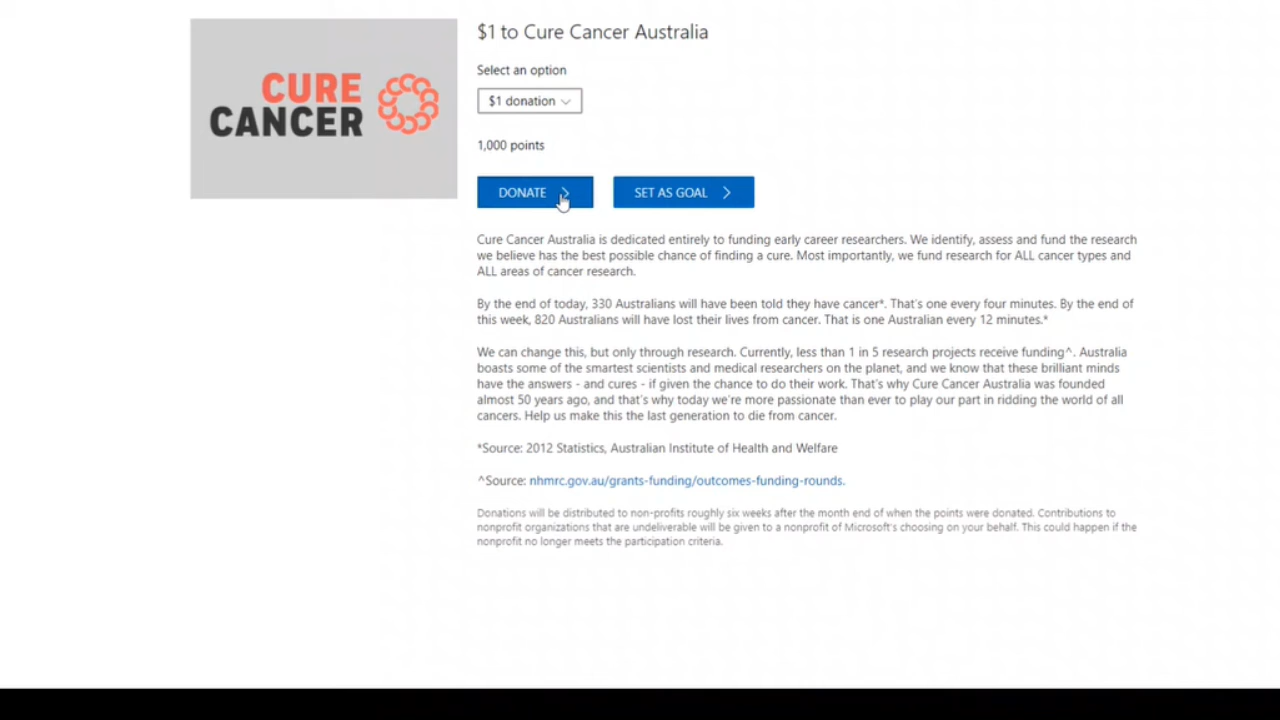 CURE
CANCER
$1 to Cure Cancer Australia
Select an option
$1 donation
1,000 points
DONATE
SET AS GOAL
Cure Cancer Australia is dedicated entirely to funding early career researchers. We identify, assess and fund the research
we believe has the best possible chance of finding a cure. Most importantly, we fund research for ALL cancer types and
ALL areas of cancer research.
By the end of today, 330 Australians will have been told they have cancer*. That's one every four minutes. By the end of
this week, 820 Australians will have lost their lives from cancer. That is one Australian every 12 minutes.*
We can change this, but only through research. Currently, less than 1 in 5 research projects receive funding^. Australia
boasts some of the smartest scientists and medical researchers on the planet, and we know that these brilliant minds
have the answers - and cures - if given the chance to do their work. That's why Cure Cancer Australia was founded
almost 50 years ago, and that's why today we're more passionate than ever to play our part in ridding the world of all
cancers. Help us make this the last generation to die from cancer.
*Source: 2012 Statistics, Australian Institute of Health and Welfare
^Source: nhmrc.gov.au/grants-funding/outcomes-funding-rounds.
Donations will be distributed to non-profits roughly six weeks after the month end of when the points were donated. Contributions to
nonprofit organizations that are undeliverable will be given to a nonprofit of Microsoft's choosing on your behalf. This could happen if the
nonprofit no longer meets the participation criteria.